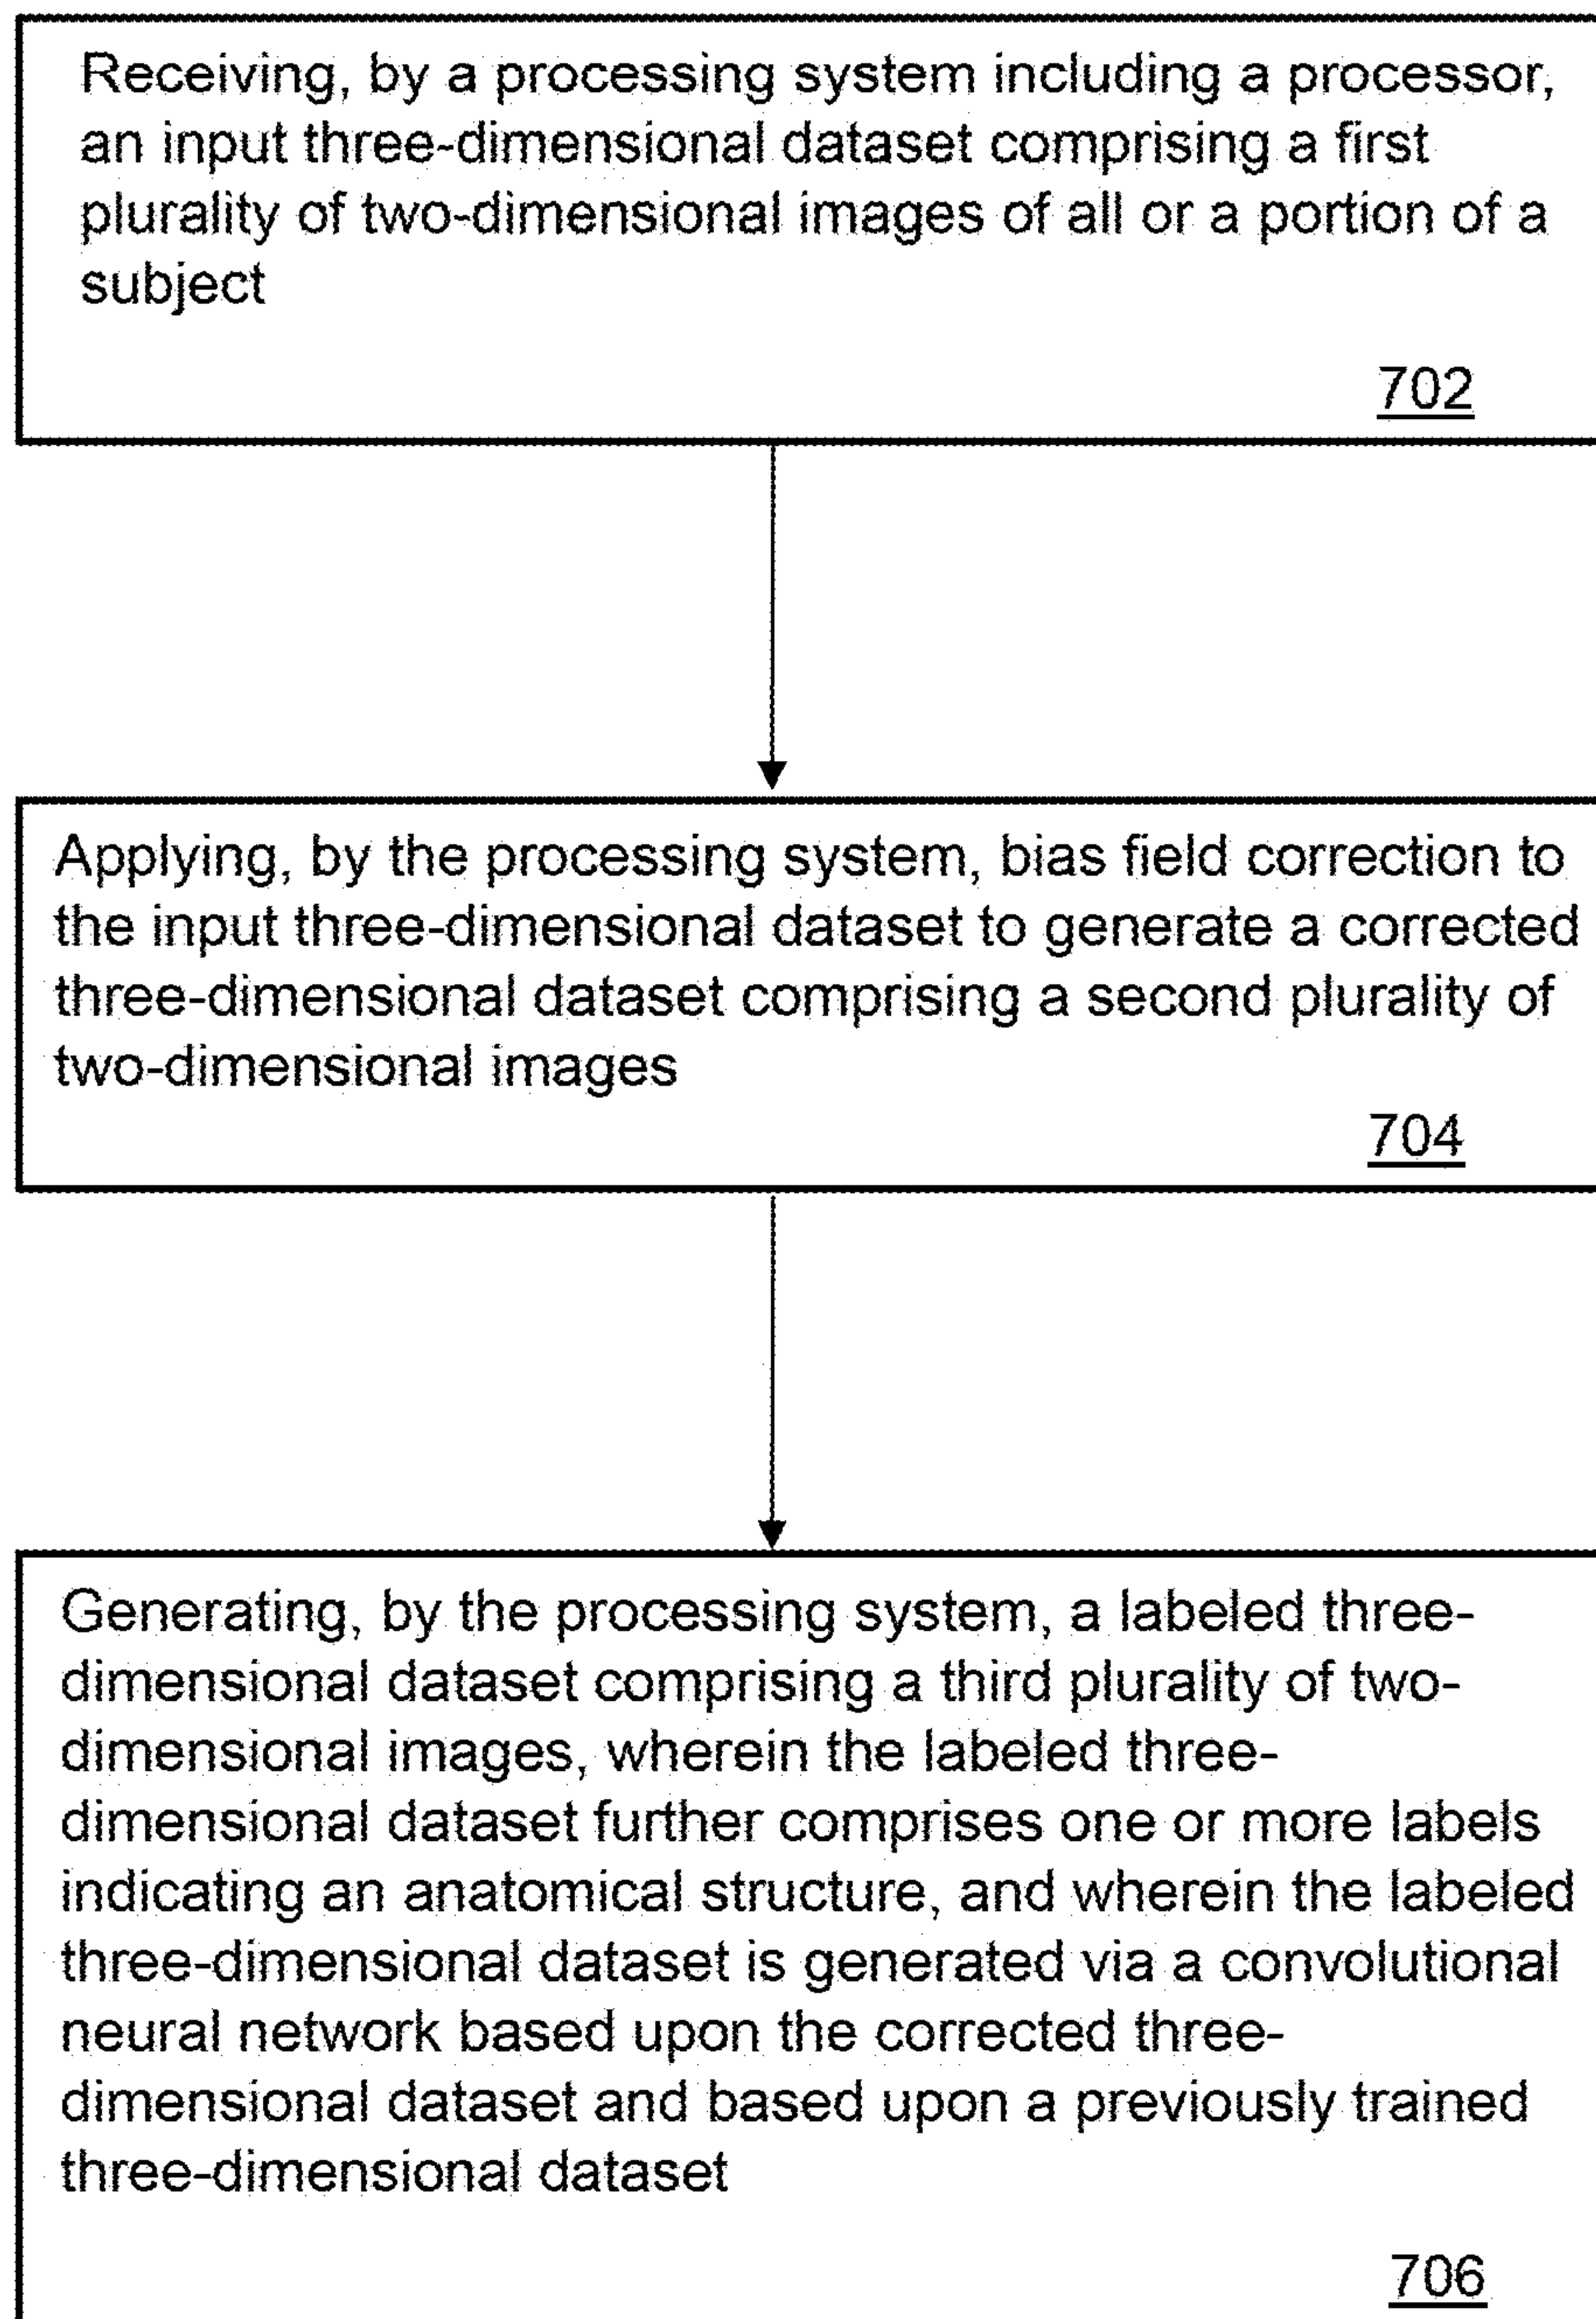 Receiving, by a processing system including a processor,
an input three-dimensional dataset comprising a first
plurality of two-dimensional images of all or a portion of a
subject
702
Applying, by the processing system, bias field correction to
the input three-dimensional dataset to generate a corrected
three-dimensional dataset comprising a second plurality of
two-dimensional images
704
Generating, by the processing system, a labeled three-
dimensional dataset comprising a third plurality of two-
dimensional images, wherein the labeled three-
dimensional dataset further comprises one or more labels
indicating an anatomical structure, and wherein the labeled
three-dimensional dataset is generated via a convolutional
neural network based upon the corrected three-
dimensional dataset and based upon a previously trained
three-dimensional dataset
706